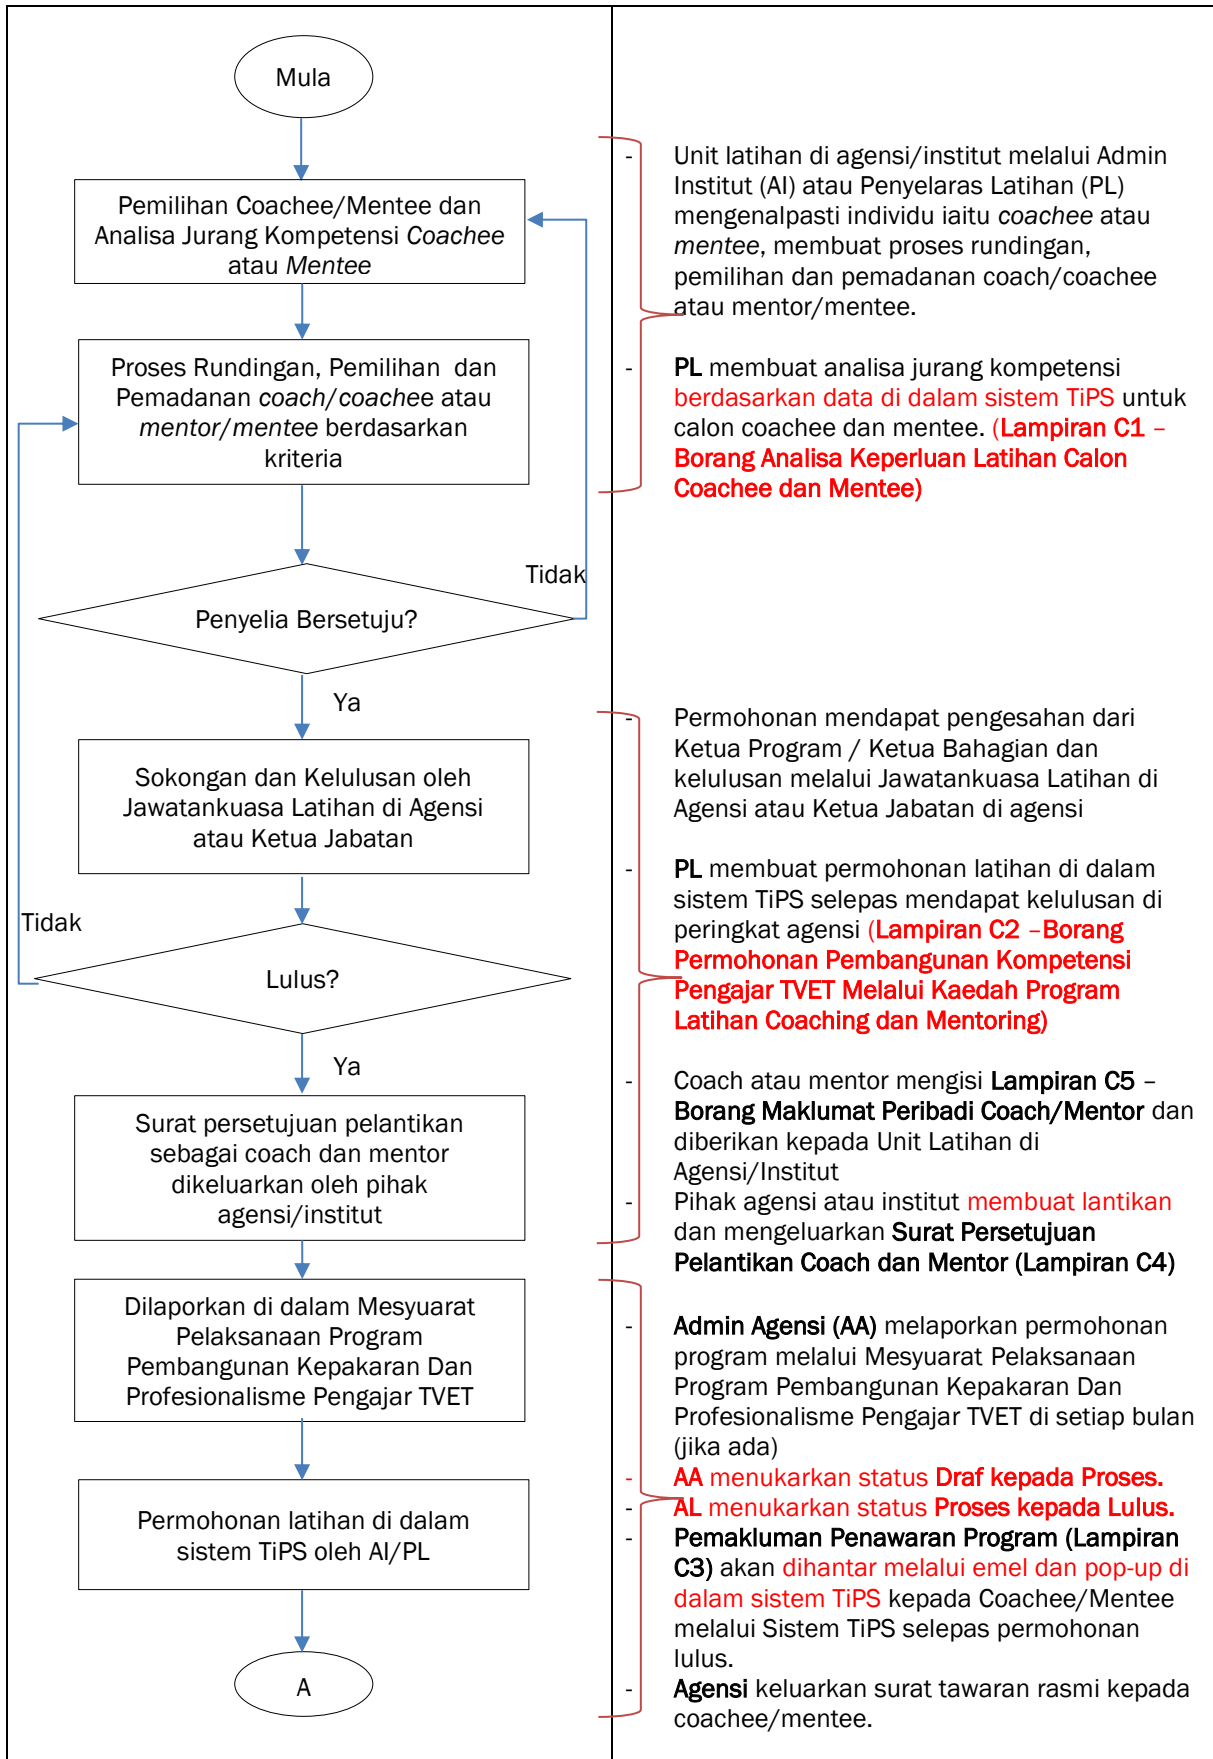 Mula
Pemilihan Coachee/Mentee dan
Analisa Jurang Kompetensi Coachee
atau Mentee
Proses Rundingan, Pemilihan dan
Pemadanan coach/coachee atau
mentor/mentee berdasarkan
kriteria
Tidak
Penyelia Bersetuju?
Ya
Sokongan dan Kelulusan oleh
Jawatankuasa Latihan di Agensi
atau Ketua Jabatan
Tidak
Lulus?
Ya
Surat persetujuan pelantikan
sebagai coach dan mentor
dikeluarkan oleh pihak
agensi/institut
Dilaporkan di dalam Mesyuarat
Pelaksanaan Program
Pembangunan Kepakaran Dan
Profesionalisme Pengajar TVET
Permohonan latihan di dalam
sistem TiPS oleh AI/PL
A
- Unit latihan di agensi/institut melalui Admin
Institut (AI) atau Penyelaras Latihan (PL)
mengenalpasti individu iaitu coachee atau
mentee, membuat proses rundingan,
pemilihan dan pemadanan coach/coachee
atau mentor/mentee.
- PL membuat analisa jurang kompetensi
berdasarkan data di dalam sistem TiPS untuk
calon coachee dan mentee. (Lampiran C1 –
Borang Analisa Keperluan Latihan Calon
Coachee dan Mentee)
- Permohonan mendapat pengesahan dari
Ketua Program / Ketua Bahagian dan
kelulusan melalui Jawatankuasa Latihan di
Agensi atau Ketua Jabatan di agensi
- PL membuat permohonan latihan di dalam
sistem TiPS selepas mendapat kelulusan di
peringkat agensi (Lampiran C2 –Borang
Permohonan Pembangunan Kompetensi
Pengajar TVET Melalui Kaedah Program
Latihan Coaching dan Mentoring)
- Coach atau mentor mengisi Lampiran C5 –
Borang Maklumat Peribadi Coach/Mentor dan
diberikan kepada Unit Latihan di
Agensi/Institut
- Pihak agensi atau institut membuat lantikan
dan mengeluarkan Surat Persetujuan
Pelantikan Coach dan Mentor (Lampiran C4)
- Admin Agensi (AA) melaporkan permohonan
program melalui Mesyuarat Pelaksanaan
Program Pembangunan Kepakaran Dan
Profesionalisme Pengajar TVET di setiap bulan
(jika ada)
- AA menukarkan status Draf kepada Proses.
- AL menukarkan status Proses kepada Lulus.
- Pemakluman Penawaran Program (Lampiran
C3) akan dihantar melalui emel dan pop-up di
dalam sistem TiPS kepada Coachee/Mentee
melalui Sistem TiPS selepas permohonan
lulus.
- Agensi keluarkan surat tawaran rasmi kepada
coachee/mentee.